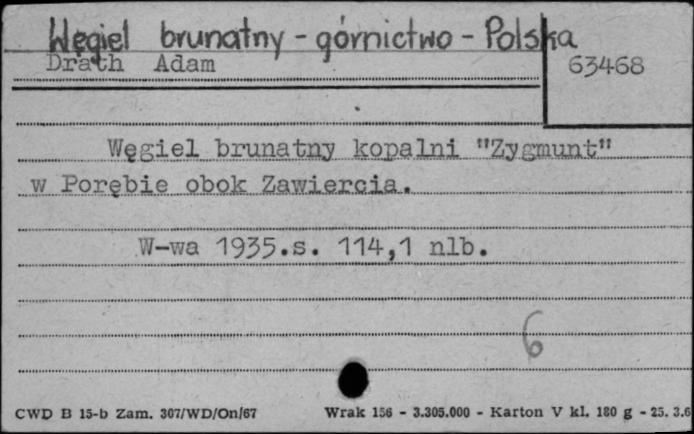 Węgiel brunatny - górnictwo - Polska
Drath Adam
63468
Węgiel brunatny kopalni "Zygmunt"
w Porębie obok Zawiercia.
W-wa 1935.s. 114,1 nlb.
6
CWD B 15-b Zam. 307/WD/On/67 Wrak 156 - 3.305.000 - Karton V kl. 180 g - 25. 3.6